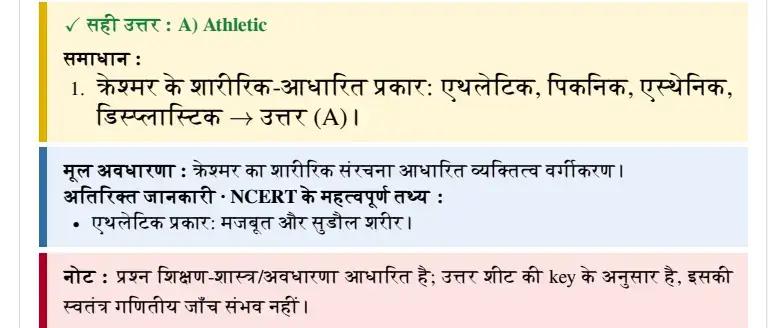 ✓ सही उत्तर : A) Athletic
समाधान :
1. क्रेश्मर के शारीरिक-आधारित प्रकार: एथलेटिक, पिकनिक, एस्थेनिक,
डिस्प्लास्टिक → उत्तर (A)।
मूल अवधारणा : क्रेश्मर का शारीरिक संरचना आधारित व्यक्तित्व वर्गीकरण।
अतिरिक्त जानकारी · NCERT के महत्वपूर्ण तथ्य :
• एथलेटिक प्रकार: मजबूत और सुडौल शरीर।
नोट : प्रश्न शिक्षण-शास्त्र/अवधारणा आधारित है; उत्तर शीट की key के अनुसार है, इसकी
स्वतंत्र गणितीय जाँच संभव नहीं।